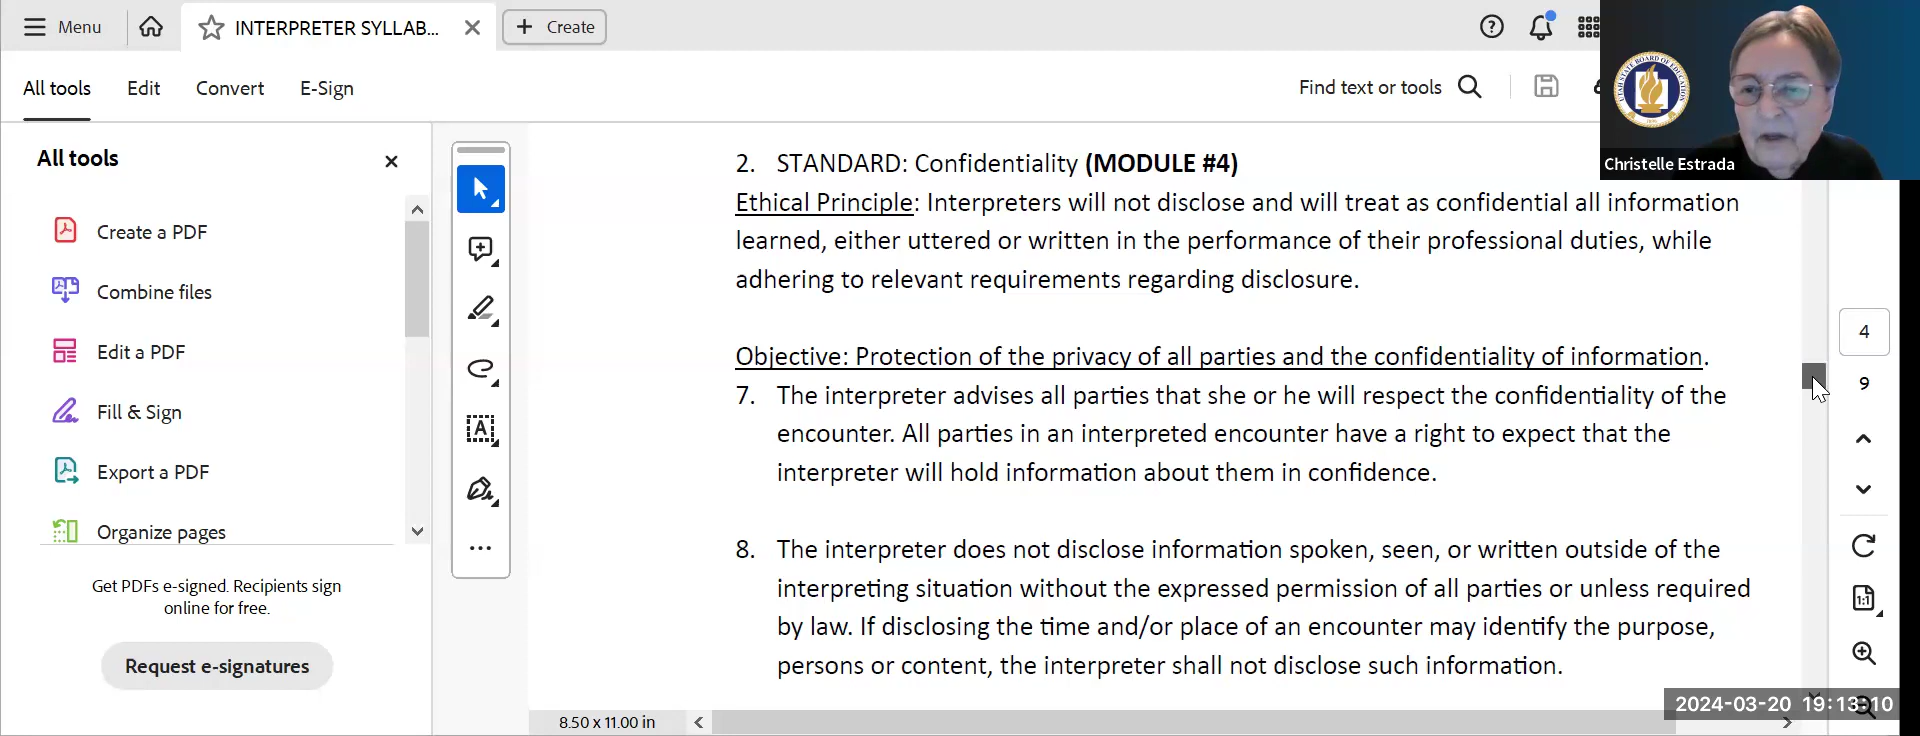 Menu
INTERPRETER SYLLAB...
Create
All tools
Edit
Convert
E-Sign
Find text or tools
All tools
Create a PDF
Combine files
Edit a PDF
Fill & Sign
Export a PDF
Organize pages
Get PDFs e-signed. Recipients sign
online for free.
Request e-signatures
2. STANDARD: Confidentiality (MODULE #4)
Ethical Principle: Interpreters will not disclose and will treat as confidential all information
learned, either uttered or written in the performance of their professional duties, while
adhering to relevant requirements regarding disclosure.
Objective: Protection of the privacy of all parties and the confidentiality of information.
7. The interpreter advises all parties that she or he will respect the confidentiality of the
encounter. All parties in an interpreted encounter have a right to expect that the
interpreter will hold information about them in confidence.
8. The interpreter does not disclose information spoken, seen, or written outside of the
interpreting situation without the expressed permission of all parties or unless required
by law. If disclosing the time and/or place of an encounter may identify the purpose,
persons or content, the interpreter shall not disclose such information.
8.50 x 11.00 in
UTAH STATE BOARD OF EDUCATION
Christelle Estrada
4
9
1:1
2024-03-20 19:13:10